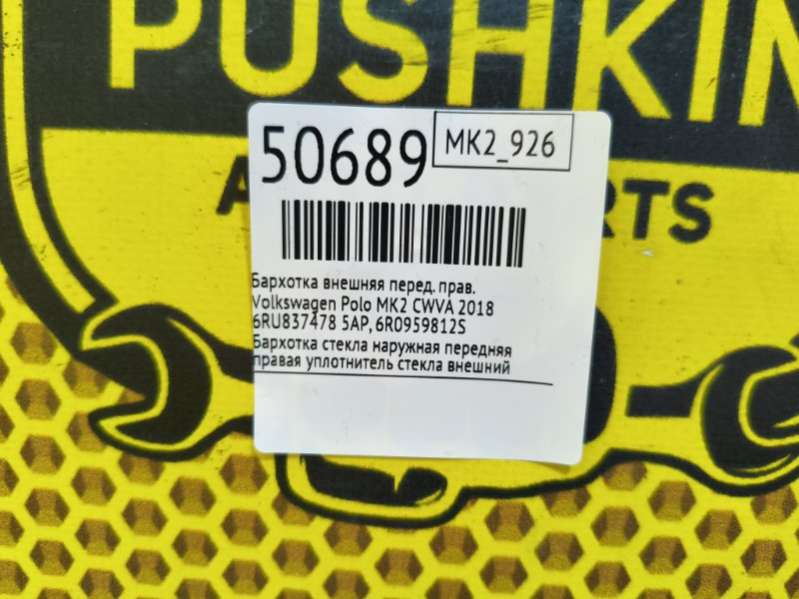 PUSHKIN
50689
MK2_926
A RTS
Бархотка внешняя перед. прав.
Volkswagen Polo MK2 CWVA 2018
6RU837478 5AP, 6R0959812S
Бархотка стекла наружная передняя
правая уплотнитель стекла внешний